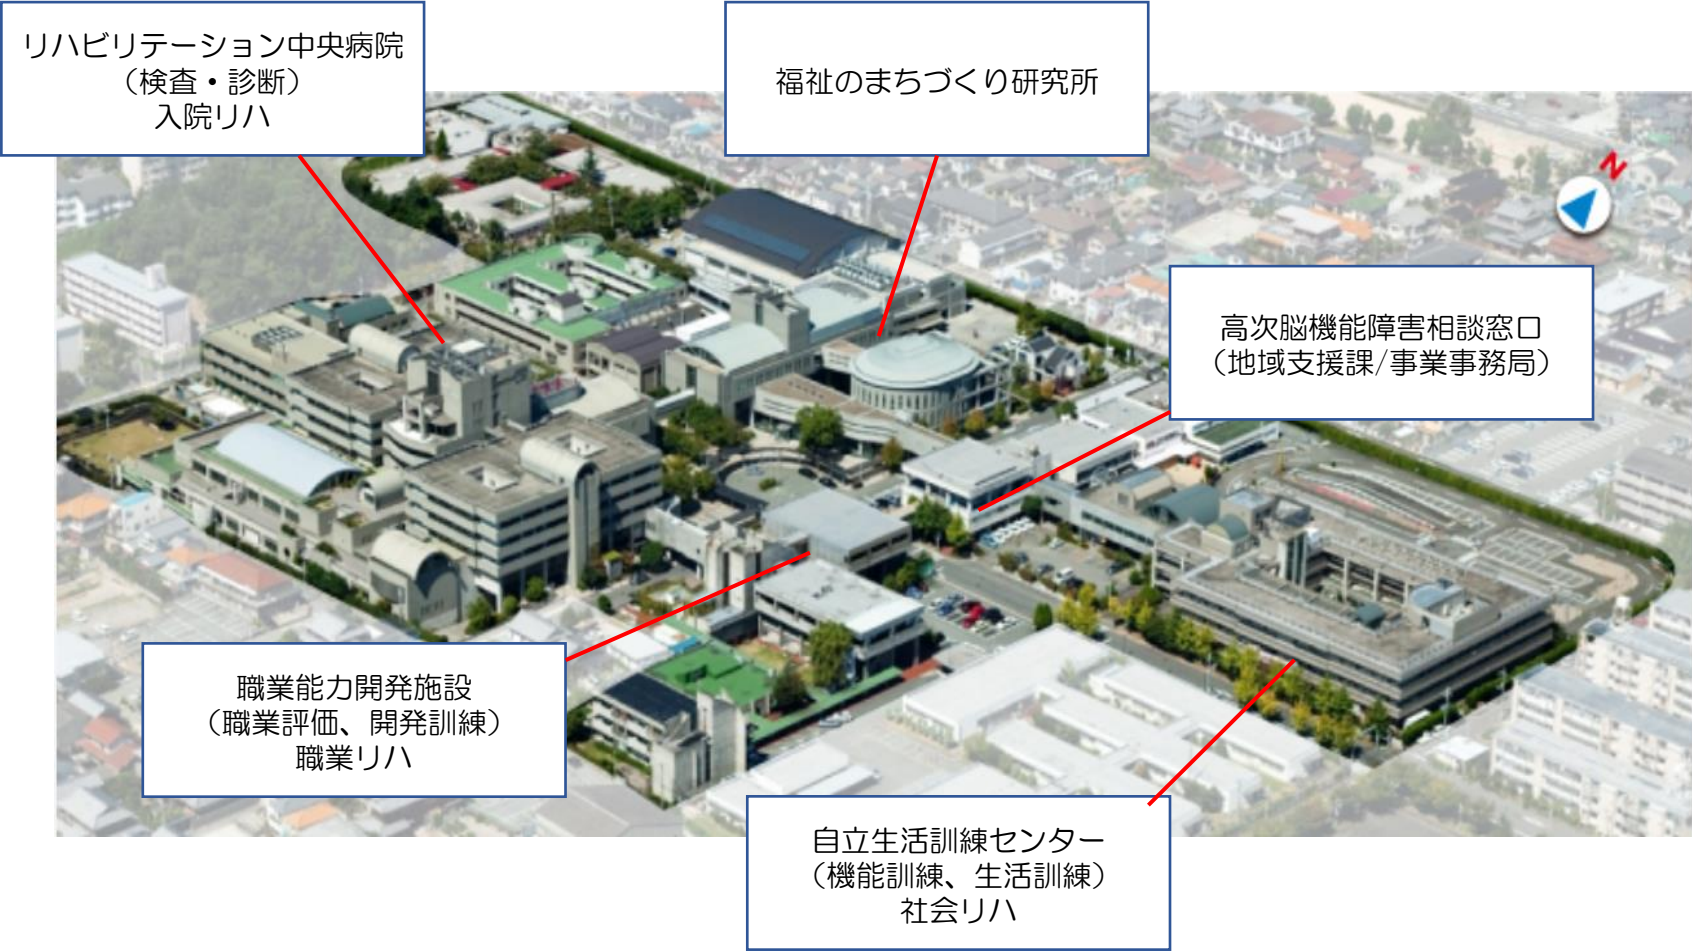 リハビリテーション中央病院
（検査・診断）
入院リハ
福祉のまちづくり研究所
N
高次脳機能障害相談窓口
（地域支援課/事業事務局）
職業能力開発施設
（職業評価、開発訓練）
職業リハ
自立生活訓練センター
（機能訓練、生活訓練）
社会リハ